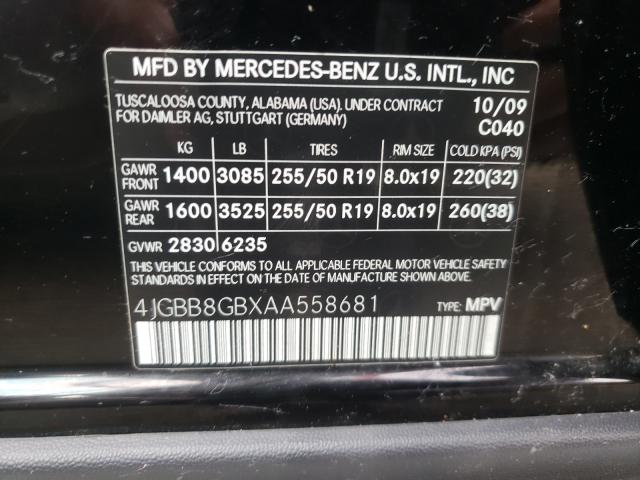 MFD BY MERCEDES-BENZ U.S. INTL., INC
TUSCALOOSA COUNTY, ALABAMA (USA). UNDER CONTRACT 10/09
FOR DAIMLER AG, STUTTGART (GERMANY) C040
KG LB TIRES RIM SIZE COLD KPA (PSI)
GAWR FRONT 1400 3085 255/50 R19 8.0x19 220(32)
GAWR REAR 1600 3525 255/50 R19 8.0x19 260(38)
GVWR 2830 6235
THIS VEHICLE CONFORMS TO ALL APPLICABLE FEDERAL MOTOR VEHICLE SAFETY
STANDARDS IN EFFECT ON THE DATE OF MANUFACTURE SHOWN ABOVE.
4JGBB8GBXAA558681 TYPE: MPV